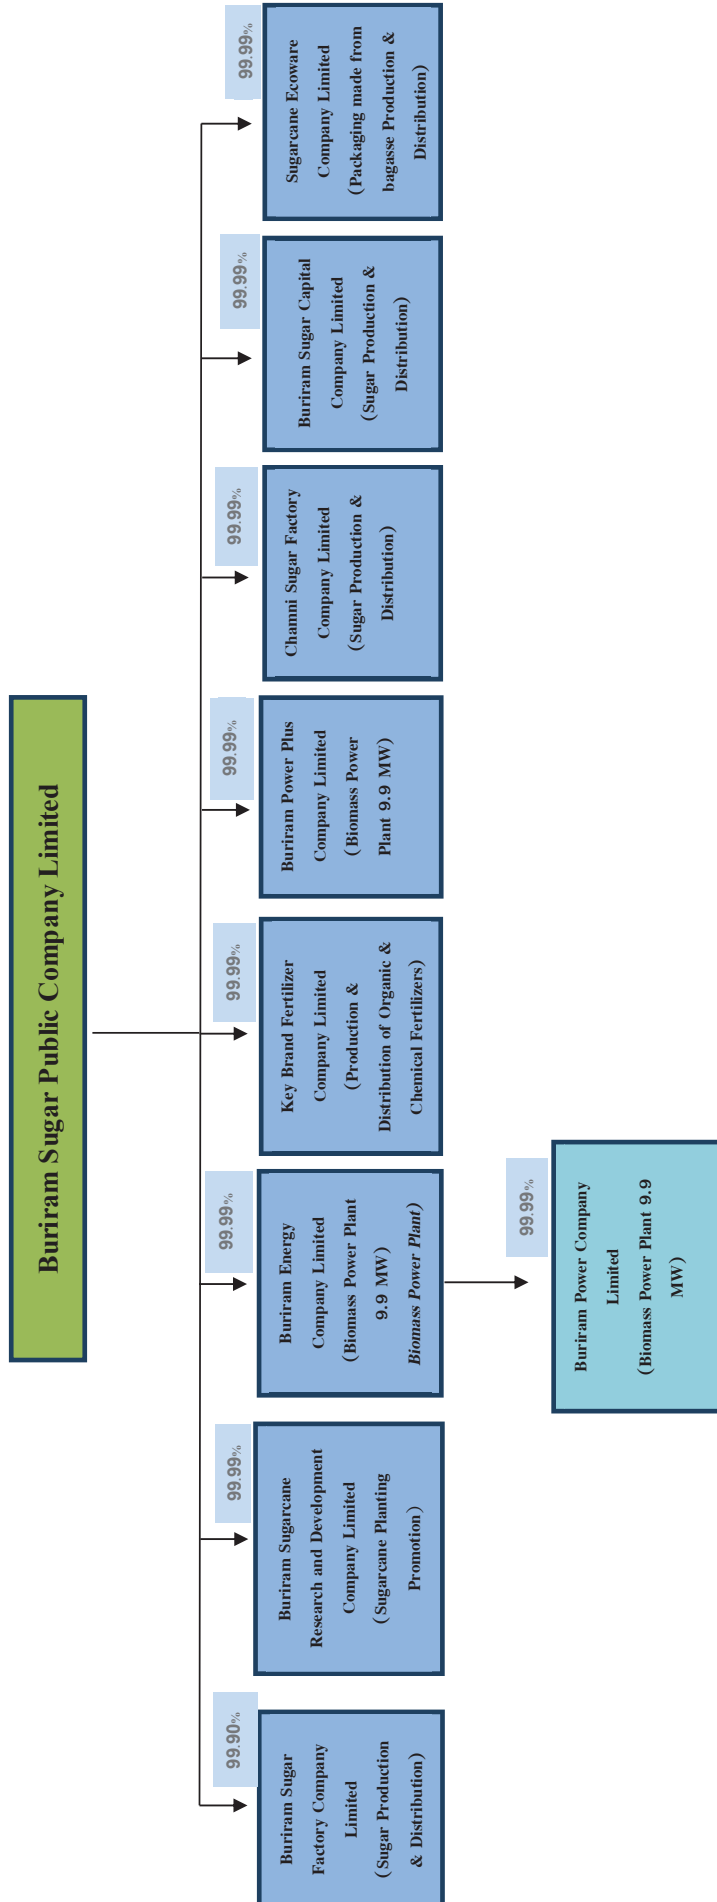 Buriram Sugar Public Company Limited
99.90%
Buriram Sugar
Factory Company
Limited
(Sugar Production
& Distribution)
99.99%
Buriram Sugarcane
Research and Development
Company Limited
(Sugarcane Planting
Promotion)
99.99%
Buriram Energy
Company Limited
(Biomass Power Plant
9.9 MW)
Biomass Power Plant)
99.99%
Key Brand Fertilizer
Company Limited
(Production &
Distribution of Organic &
Chemical Fertilizers)
99.99%
Buriram Power Plus
Company Limited
(Biomass Power
Plant 9.9 MW)
99.99%
Chamni Sugar Factory
Company Limited
(Sugar Production &
Distribution)
99.99%
Buriram Sugar Capital
Company Limited
(Sugar Production &
Distribution)
99.99%
Sugarcane Ecoware
Company Limited
(Packaging made from
bagasse Production &
Distribution)
99.99%
Buriram Power Company
Limited
(Biomass Power Plant 9.9
MW)